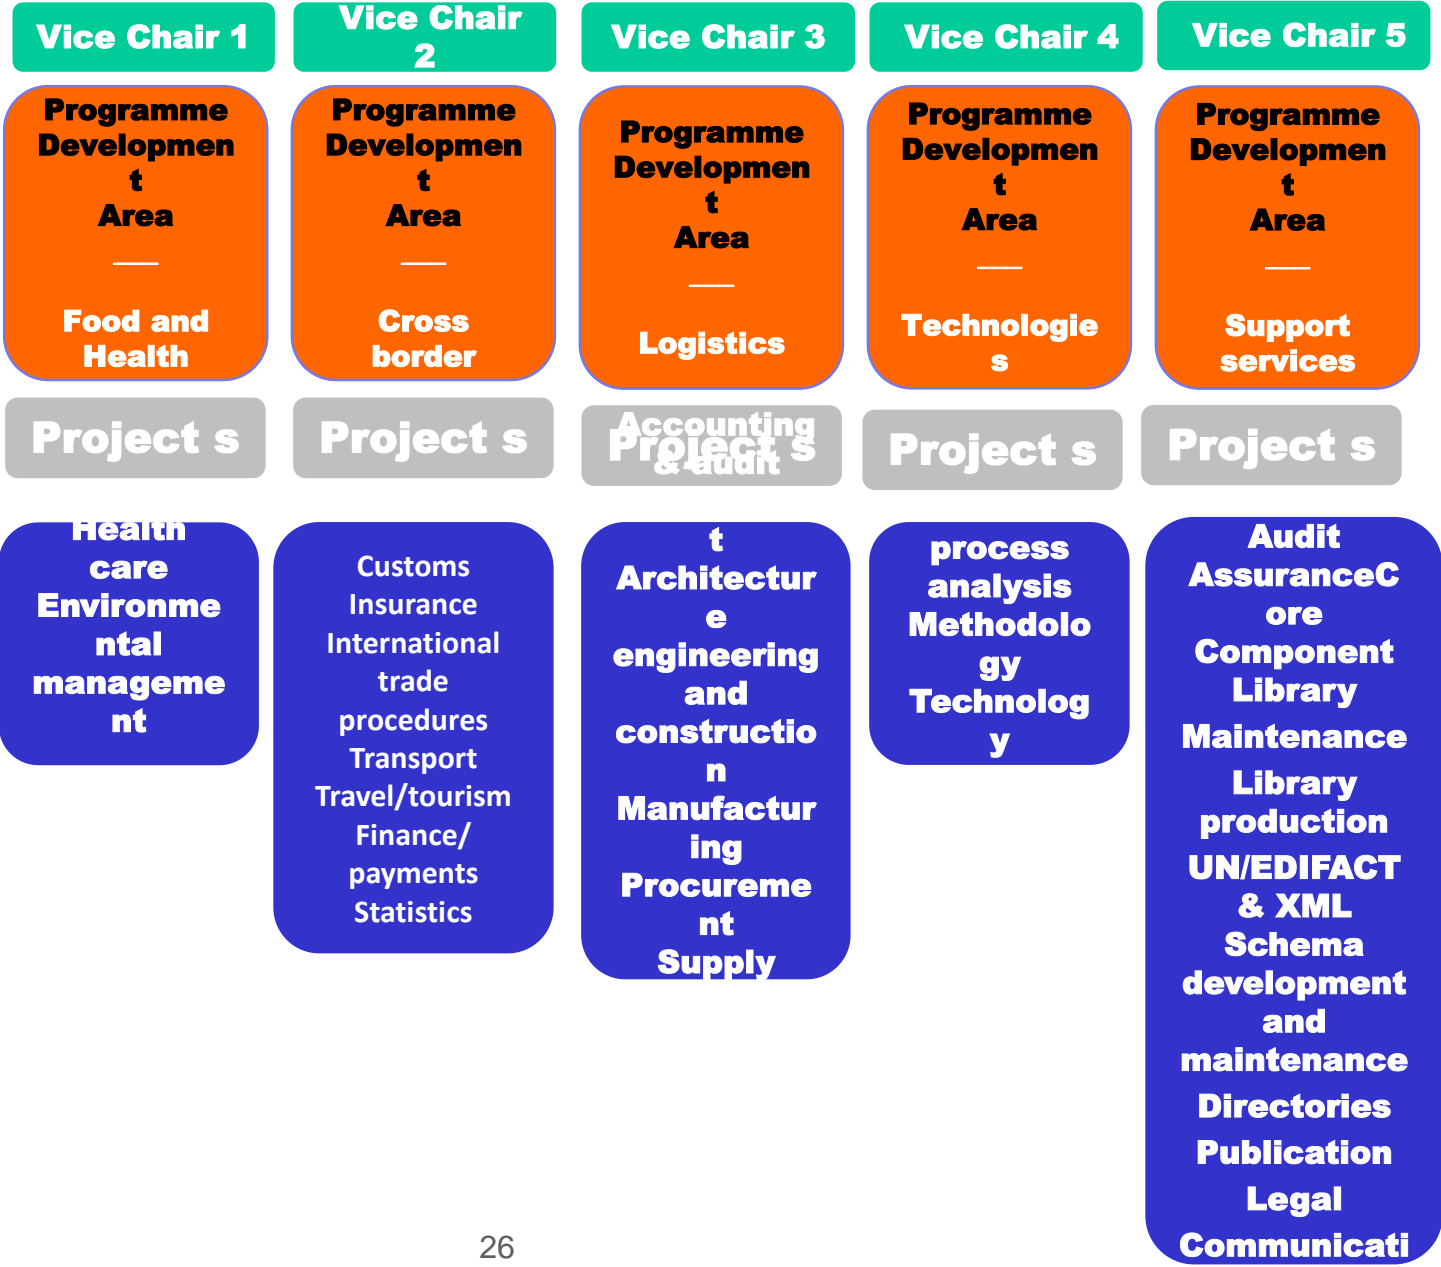 Vice Chair 1
Programme
Developmen
t
Area
___
Food and
Health
Project s
Health
care
Environme
ntal
manageme
nt
Vice Chair
2
Programme
Developmen
t
Area
___
Cross
border
Project s
Customs
Insurance
International
trade
procedures
Transport
Travel/tourism
Finance/
payments
Statistics
Vice Chair 3
Programme
Developmen
t
Area
___
Logistics
Project s
Accounting
& audit
t
Architectur
e
engineering
and
constructio
n
Manufactur
ing
Procureme
nt
Supply
Vice Chair 4
Programme
Developmen
t
Area
___
Technologie
s
Project s
process
analysis
Methodolo
gy
Technolog
y
Vice Chair 5
Programme
Developmen
t
Area
___
Support
services
Project s
Audit
AssuranceC
ore
Component
Library
Maintenance
Library
production
UN/EDIFACT
& XML
Schema
development
and
maintenance
Directories
Publication
Legal
Communicati
26